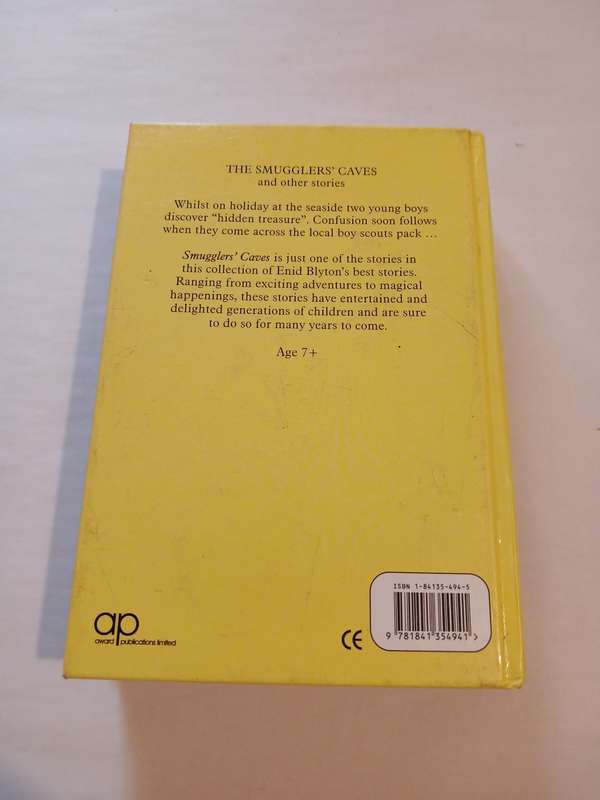 THE SMUGGLERS' CAVES
and other stories
Whilst on holiday at the seaside two young boys
discover "hidden treasure". Confusion soon follows
when they come across the local boy scouts pack ...
Smugglers' Caves is just one of the stories in
this collection of Enid Blyton's best stories.
Ranging from exciting adventures to magical
happenings, these stories have entertained and
delighted generations of children and are sure
to do so for many years to come.
Age 7+
ISBN 1-84135-494-5
9 781841 354941 >
ap
award publications limited
CE